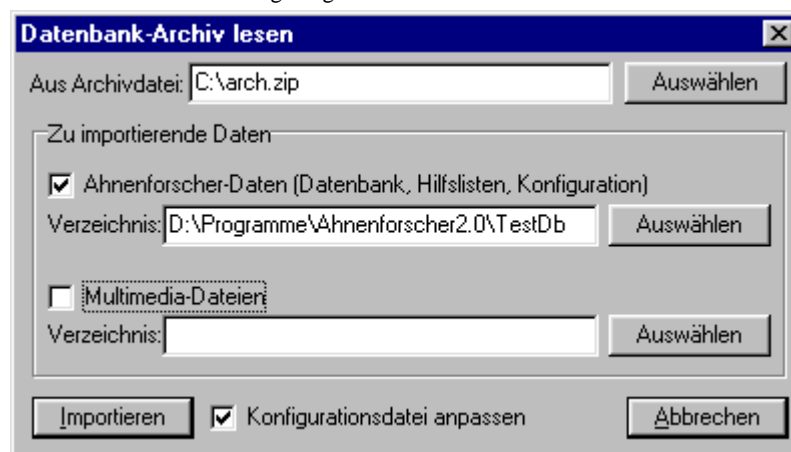 Datenbank-Archiv lesen
Aus Archivdatei: C:\arch.zip Auswählen
Zu importierende Daten
Ahnenforscher-Daten (Datenbank, Hilfslisten, Konfiguration)
Verzeichnis: D:\Programme\Ahnenforscher2.0\TestDb Auswählen
Multimedia-Dateien
Verzeichnis: Auswählen
Importieren Konfigurationsdatei anpassen Abbrechen